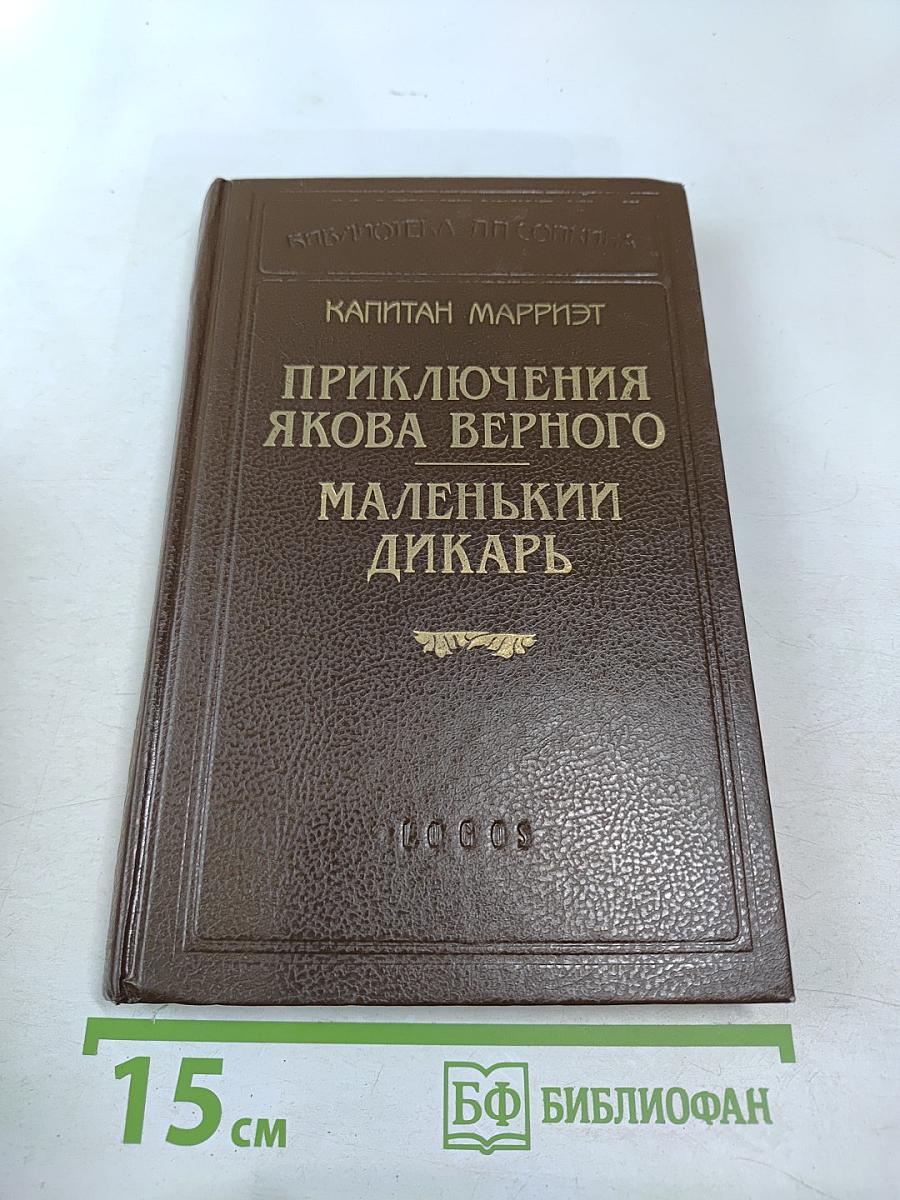 БИБЛИОТЕКА П.П.СОЙКИНА
КАПИТАН МАРРИЭТ
ПРИКЛЮЧЕНИЯ
ЯКОВА ВЕРНОГО
МАЛЕНЬКИЙ
ДИКАРЬ
LOGOS
15 см
БФ БИБЛИОФАН